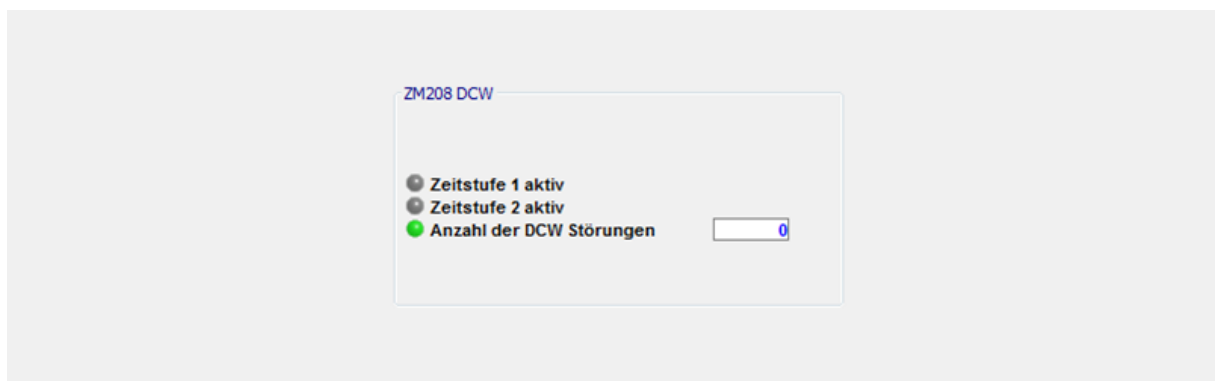 ZM208 DCW
Zeitstufe 1 aktiv
Zeitstufe 2 aktiv
Anzahl der DCW Störungen 0